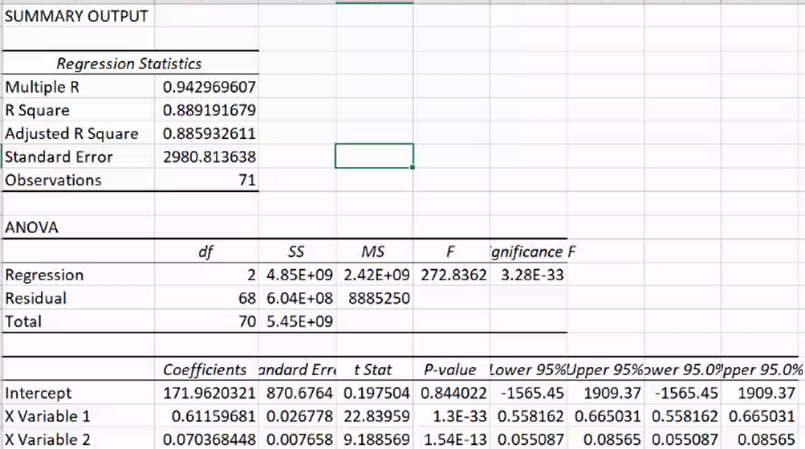 SUMMARY OUTPUT
Regression Statistics
Multiple R 0.942969607
R Square 0.889191679
Adjusted R Square 0.885932611
Standard Error 2980.813638
Observations 71
ANOVA
df SS MS F gnificance F
Regression 2 4.85E+09 2.42E+09 272.8362 3.28E-33
Residual 68 6.04E+08 8885250
Total 70 5.45E+09
Coefficients andard Erro t Stat P-value Lower 95% Upper 95% ower 95.0% pper 95.0%
Intercept 171.9620321 870.6764 0.197504 0.844022 -1565.45 1909.37 -1565.45 1909.37
X Variable 1 0.61159681 0.026778 22.83959 1.3E-33 0.558162 0.665031 0.558162 0.665031
X Variable 2 0.070368448 0.007658 9.188569 1.54E-13 0.055087 0.08565 0.055087 0.08565